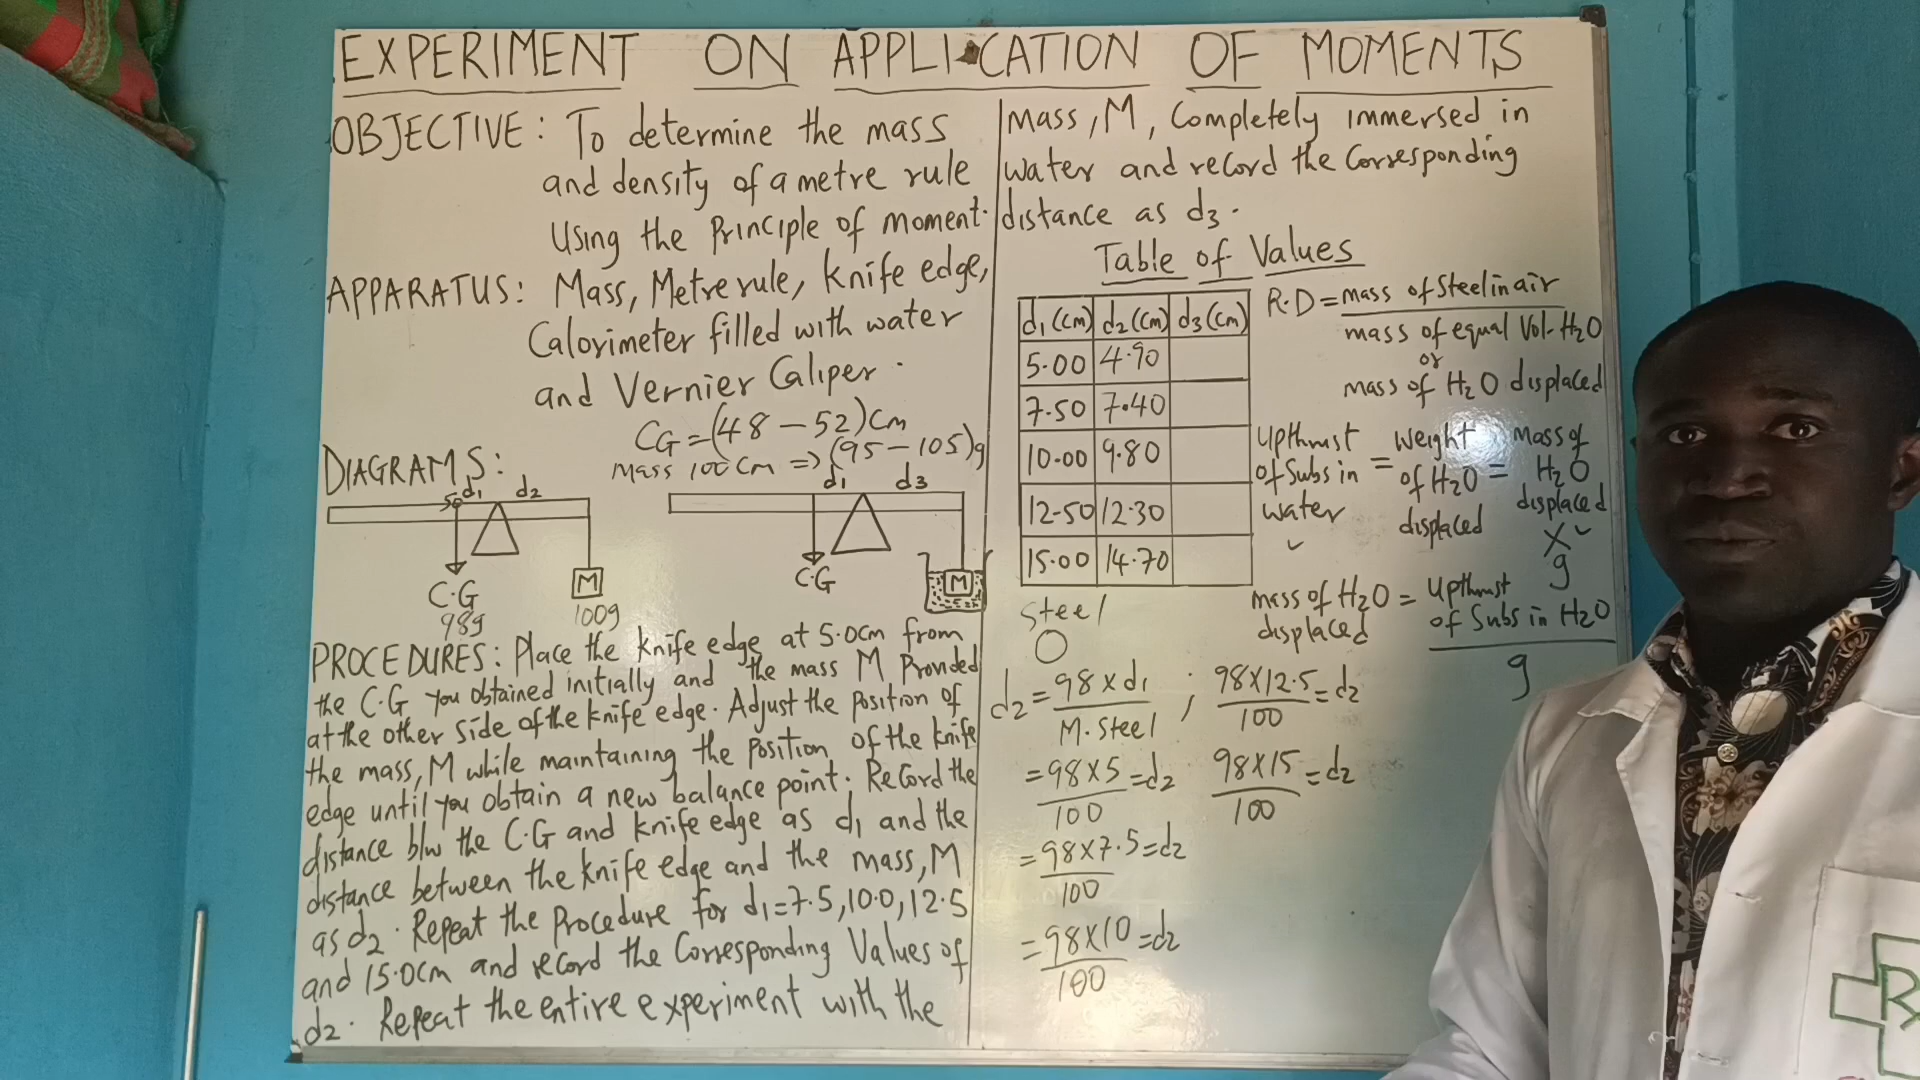 EXPERIMENT ON APPLICATION OF MOMENTS
OBJECTIVE: To determine the mass
and density of a metre rule
Using the Principle of moment.
APPARATUS: Mass, Metre rule, knife edge,
Calorimeter filled with water
and Vernier Caliper.
CG = (48 - 52)cm
Mass 100cm => (95 - 105)g
DIAGRAMS:
50 d1 d2
C.G
98g
M
100g
d1 d3
C.G
M
PROCEDURES: Place the knife edge at 5.0cm from
the C.G you obtained initially and the mass M Provided
at the other side of the knife edge. Adjust the position of
the mass, M while maintaining the position of the knife
edge until you obtain a new balance point. Record the
distance b/w the C.G and knife edge as d1 and the
distance between the knife edge and the mass, M
as d2. Repeat the Procedure for d1=7.5, 10.0, 12.5
and 15.0cm and record the Corresponding Values of
d2. Repeat the entire experiment with the
mass, M, Completely immersed in
water and record the Corresponding
distance as d3.
Table of Values
d1(cm) d2(cm) d3(cm)
5.00 4.90
7.50 7.40
10.00 9.80
12.50 12.30
15.00 14.70
R.D = mass of Steel in air
mass of equal Vol. H2O
or
mass of H2O displaced
Upthrust of Subs in water = Weight of H2O displaced = Mass of H2O displaced X g
mass of H2O displaced = Upthrust of Subs in H2O
g
Steel
d2 = 98 x d1
M. Steel
; 98x12.5 = d2
100
= 98x5 = d2
100
98x15 = d2
100
= 98x7.5 = d2
100
= 98x10 = d2
100
R